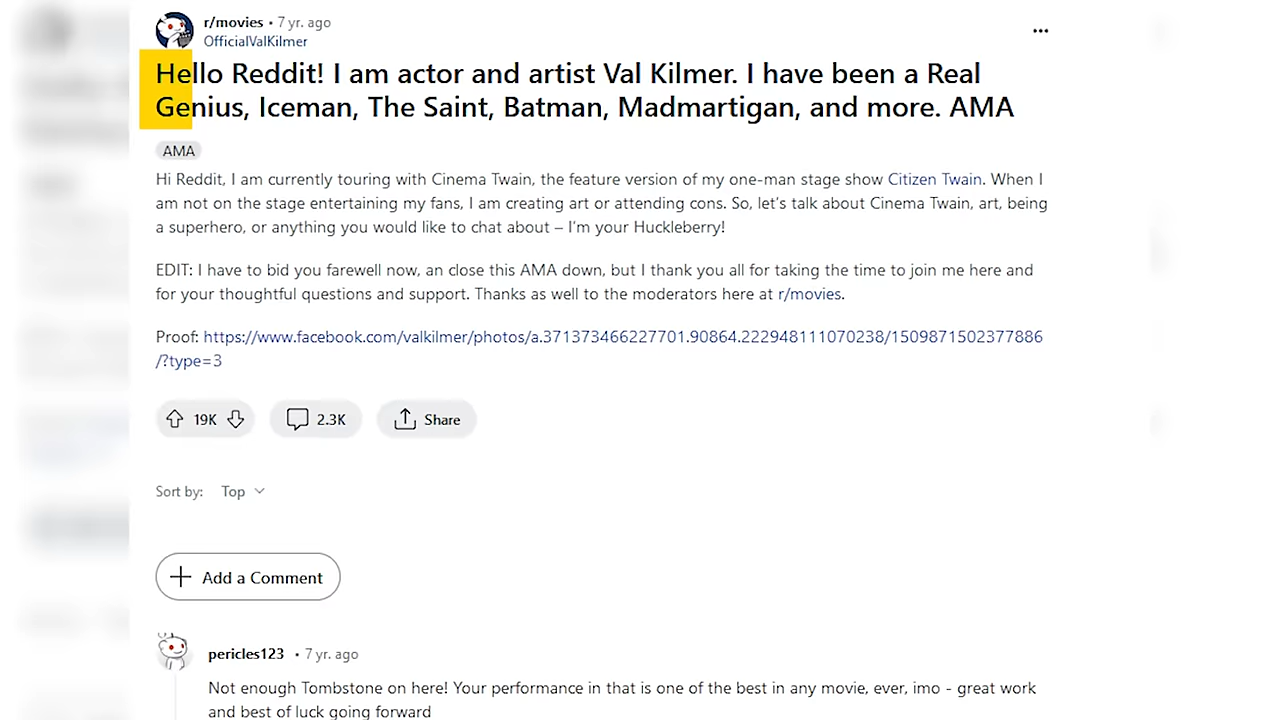 r/movies • 7 yr. ago
OfficialValKilmer
Hello Reddit! I am actor and artist Val Kilmer. I have been a Real
Genius, Iceman, The Saint, Batman, Madmartigan, and more. AMA
AMA
Hi Reddit, I am currently touring with Cinema Twain, the feature version of my one-man stage show Citizen Twain. When I
am not on the stage entertaining my fans, I am creating art or attending cons. So, let's talk about Cinema Twain, art, being
a superhero, or anything you would like to chat about – I'm your Huckleberry!
EDIT: I have to bid you farewell now, an close this AMA down, but I thank you all for taking the time to join me here and
for your thoughtful questions and support. Thanks as well to the moderators here at r/movies.
Proof: https://www.facebook.com/valkilmer/photos/a.371373466227701.90864.222948111070238/1509871502377886
/?type=3
19K 2.3K Share
Sort by: Top
Add a Comment
pericles123 • 7 yr. ago
Not enough Tombstone on here! Your performance in that is one of the best in any movie, ever, imo - great work
and best of luck going forward